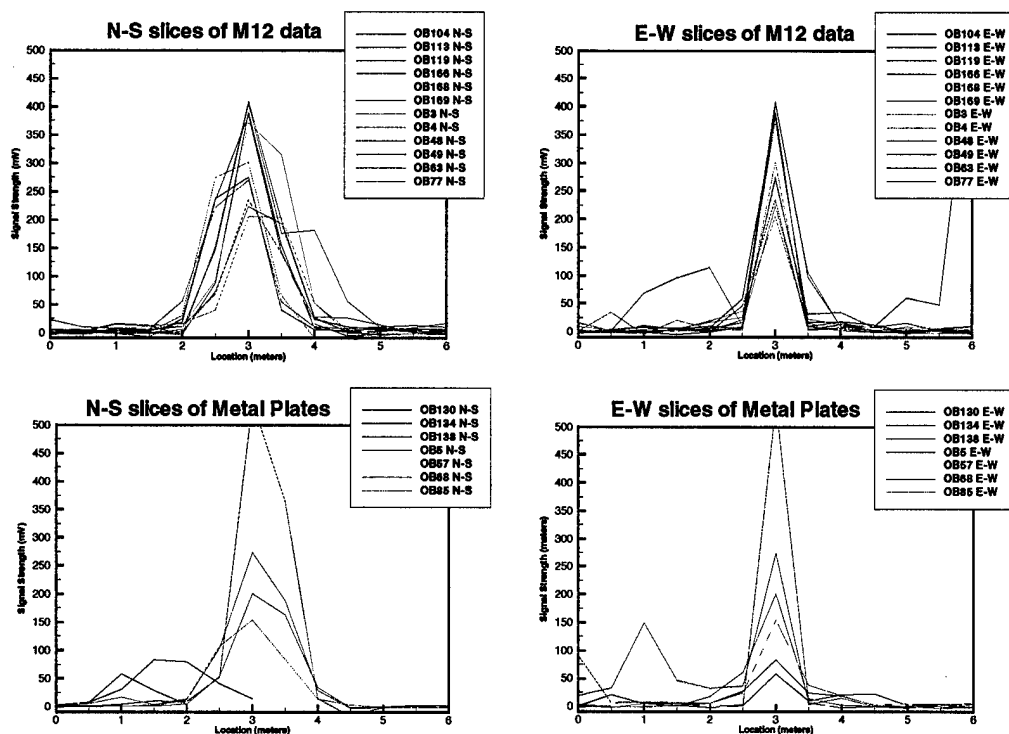 N-S slices of M12 data
OB104 N-S
OB113 N-S
OB119 N-S
OB166 N-S
OB168 N-S
OB169 N-S
OB3 N-S
OB4 N-S
OB48 N-S
OB49 N-S
OB63 N-S
OB77 N-S
500
450
400
350
300
250
200
150
100
50
0
Signal Strength (mV)
0 1 2 3 4 5 6
Location (meters)
E-W slices of M12 data
OB104 E-W
OB113 E-W
OB119 E-W
OB166 E-W
OB168 E-W
OB169 E-W
OB3 E-W
OB4 E-W
OB48 E-W
OB49 E-W
OB63 E-W
OB77 E-W
500
450
400
350
300
250
200
150
100
50
0
Signal Strength (mV)
0 1 2 3 4 5 6
Location (meters)
N-S slices of Metal Plates
OB130 N-S
OB134 N-S
OB138 N-S
OB5 N-S
OB57 N-S
OB68 N-S
OB85 N-S
500
450
400
350
300
250
200
150
100
50
0
Signal Strength (mV)
0 1 2 3 4 5 6
Location (meters)
E-W slices of Metal Plates
OB130 E-W
OB134 E-W
OB138 E-W
OB5 E-W
OB57 E-W
OB68 E-W
OB85 E-W
500
450
400
350
300
250
200
150
100
50
0
Signal Strength (meters)
0 1 2 3 4 5 6
Location (meters)